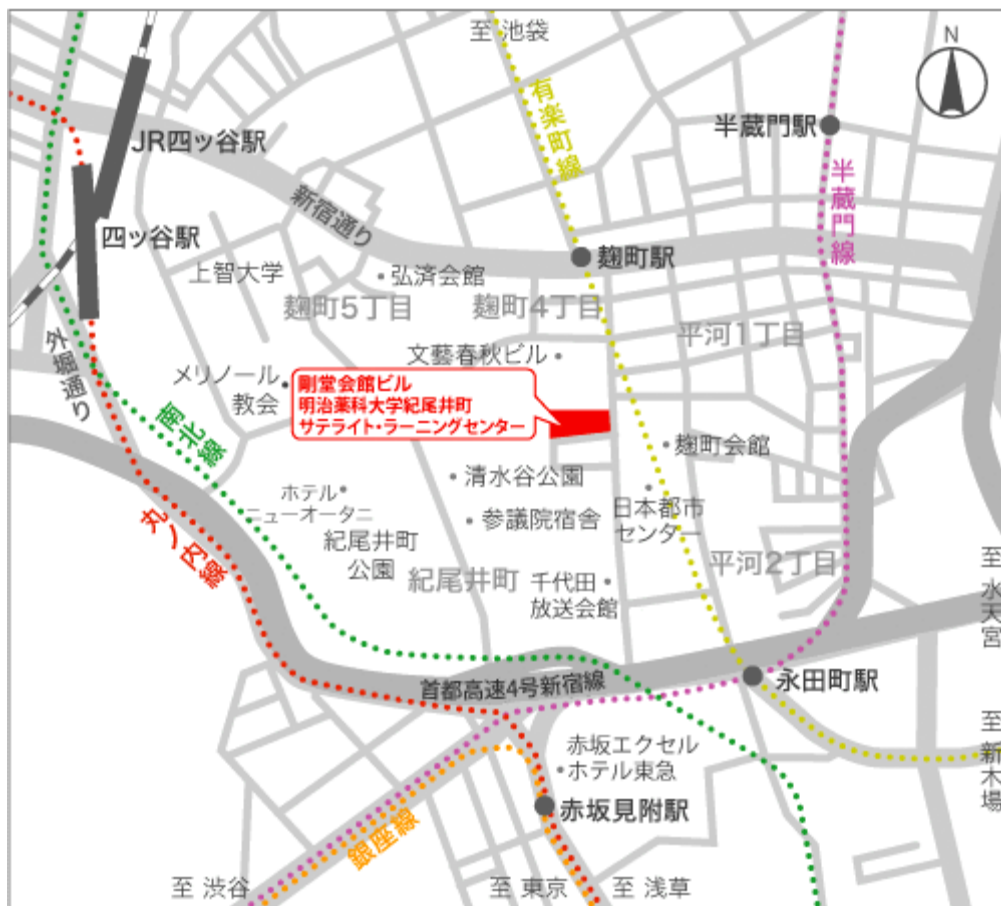 至 池袋
N
有楽町線
半蔵門駅
JR四ッ谷駅
半蔵門線
新宿通り
四ッ谷駅
麹町駅
上智大学
弘済会館
麹町5丁目
麹町4丁目
平河1丁目
外堀通り
文藝春秋ビル
メリノール
教会
剛堂会館ビル
明治薬科大学紀尾井町
サテライト・ラーニングセンター
南北線
麹町会館
清水谷公園
ホテル
ニューオータニ
日本都市
センター
参議院宿舎
丸ノ内線
紀尾井町
公園
平河2丁目
至 水天宮
紀尾井町
千代田
放送会館
首都高速4号新宿線
永田町駅
至 新木場
赤坂エクセル
ホテル東急
赤坂見附駅
銀座線
至 渋谷
至 東京
至 浅草